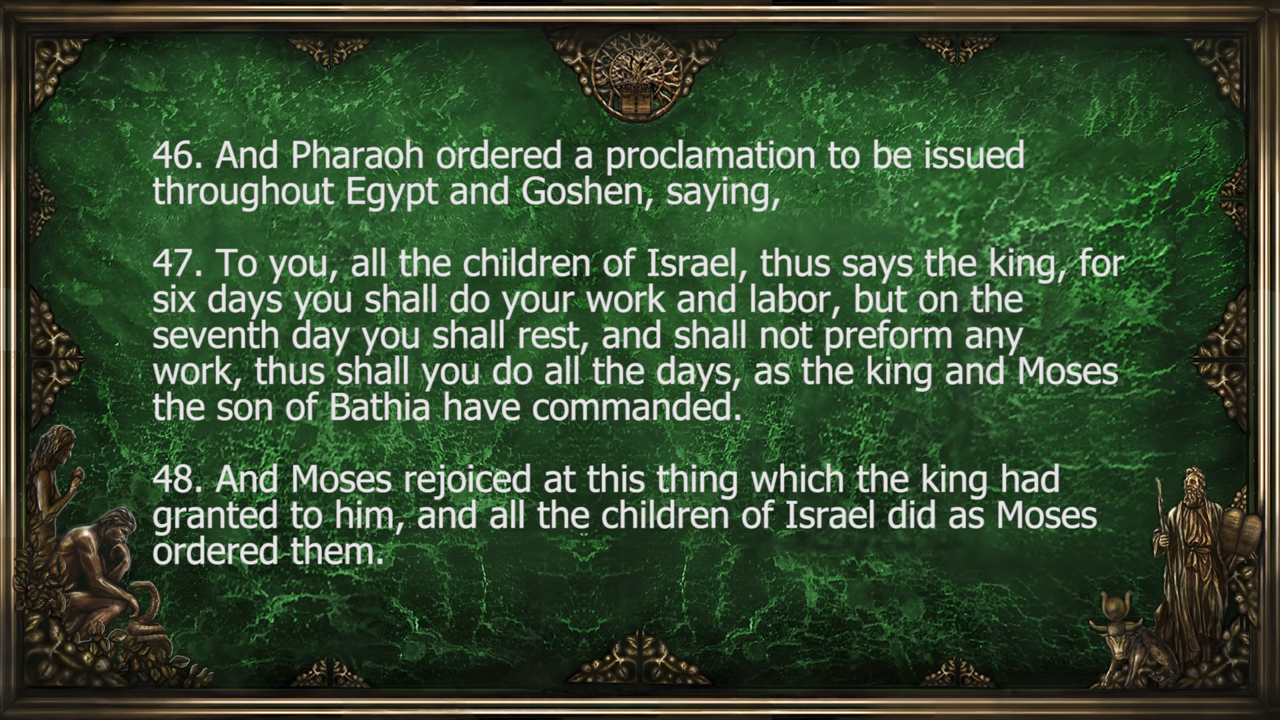 46. And Pharaoh ordered a proclamation to be issued
throughout Egypt and Goshen, saying,
47. To you, all the children of Israel, thus says the king, for
six days you shall do your work and labor, but on the
seventh day you shall rest, and shall not preform any
work, thus shall you do all the days, as the king and Moses
the son of Bathia have commanded.
48. And Moses rejoiced at this thing which the king had
granted to him, and all the children of Israel did as Moses
ordered them.